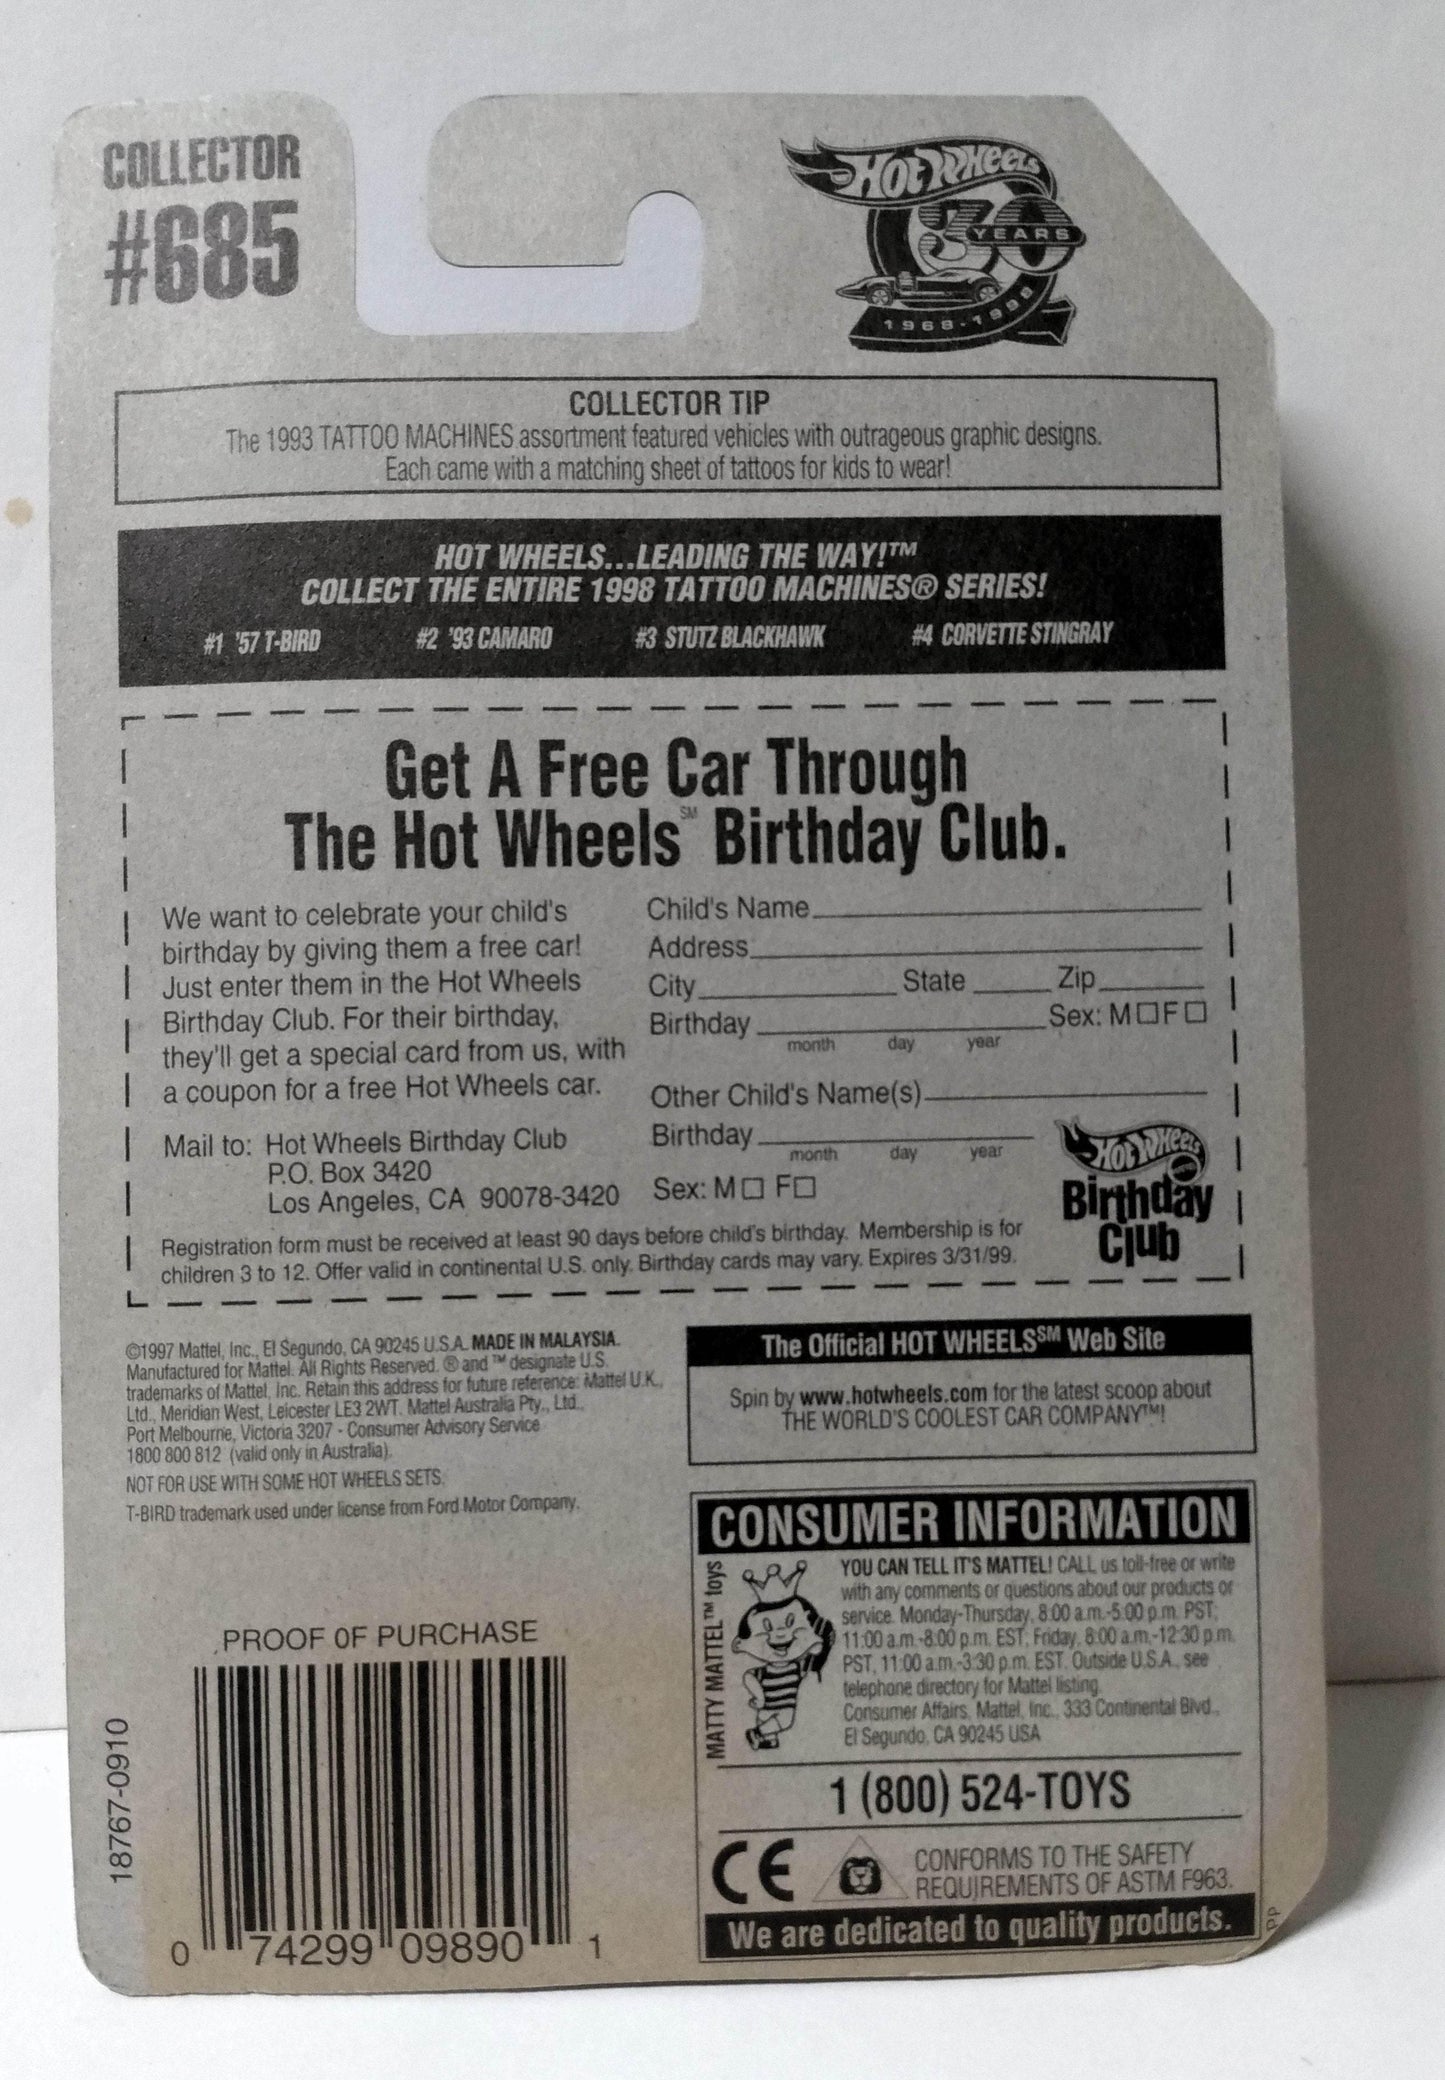 COLLECTOR
#685
HOT WHEELS
30
YEARS
1968-1998
COLLECTOR TIP
The 1993 TATTOO MACHINES assortment featured vehicles with outrageous graphic designs.
Each came with a matching sheet of tattoos for kids to wear!
HOT WHEELS...LEADING THE WAY!™
COLLECT THE ENTIRE 1998 TATTOO MACHINES® SERIES!
#1 '57 T-BIRD #2 '93 CAMARO #3 STUTZ BLACKHAWK #4 CORVETTE STINGRAY
Get A Free Car Through
The Hot Wheels℠ Birthday Club.
We want to celebrate your child's
birthday by giving them a free car!
Just enter them in the Hot Wheels
Birthday Club. For their birthday,
they'll get a special card from us, with
a coupon for a free Hot Wheels car.
Mail to: Hot Wheels Birthday Club
P.O. Box 3420
Los Angeles, CA 90078-3420
Child's Name
Address
City State Zip
Birthday Sex: M☐ F☐
month day year
Other Child's Name(s)
Birthday
month day year
Sex: M☐ F☐
HOT WHEELS
Birthday
Club
Registration form must be received at least 90 days before child's birthday. Membership is for
children 3 to 12. Offer valid in continental U.S. only. Birthday cards may vary. Expires 3/31/99.
©1997 Mattel, Inc., El Segundo, CA 90245 U.S.A. MADE IN MALAYSIA.
Manufactured for Mattel. All Rights Reserved. ® and ™ designate U.S.
trademarks of Mattel, Inc. Retain this address for future reference: Mattel U.K.,
Ltd., Meridian West, Leicester LE3 2WT. Mattel Australia Pty., Ltd.,
Port Melbourne, Victoria 3207 - Consumer Advisory Service
1800 800 812 (valid only in Australia).
NOT FOR USE WITH SOME HOT WHEELS SETS.
T-BIRD trademark used under license from Ford Motor Company.
The Official HOT WHEELS℠ Web Site
Spin by www.hotwheels.com for the latest scoop about
THE WORLD'S COOLEST CAR COMPANY™!
CONSUMER INFORMATION
MATTY MATTEL™ toys
YOU CAN TELL IT'S MATTEL! CALL us toll-free or write
with any comments or questions about our products or
service. Monday-Thursday, 8:00 a.m.-5:00 p.m. PST,
11:00 a.m.-8:00 p.m. EST; Friday, 8:00 a.m.-12:30 p.m.
PST, 11:00 a.m.-3:30 p.m. EST. Outside U.S.A., see
telephone directory for Mattel listing.
Consumer Affairs, Mattel, Inc., 333 Continental Blvd.,
El Segundo, CA 90245 USA
1 (800) 524-TOYS
CE
CONFORMS TO THE SAFETY
REQUIREMENTS OF ASTM F963.
We are dedicated to quality products.
PP
PROOF OF PURCHASE
18767-0910
0 74299 09890 1